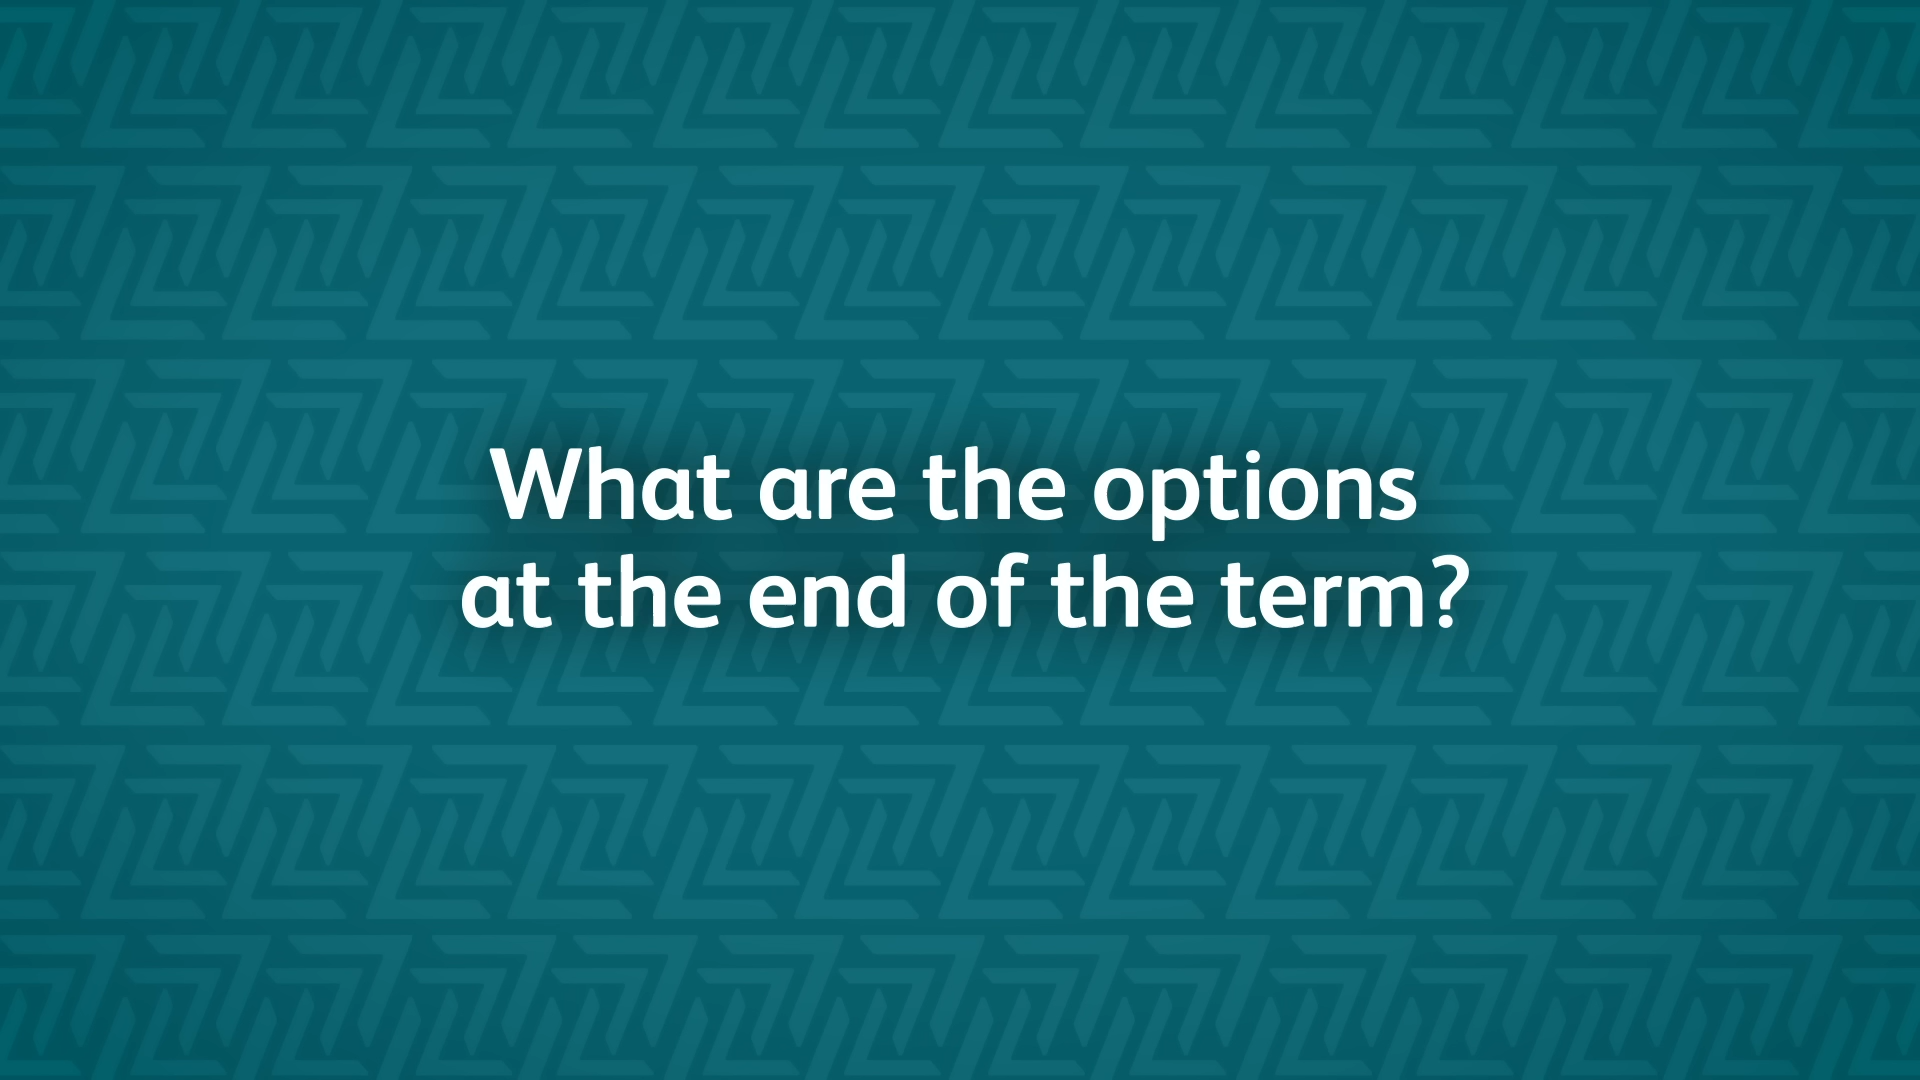 What are the options
at the end of the term?